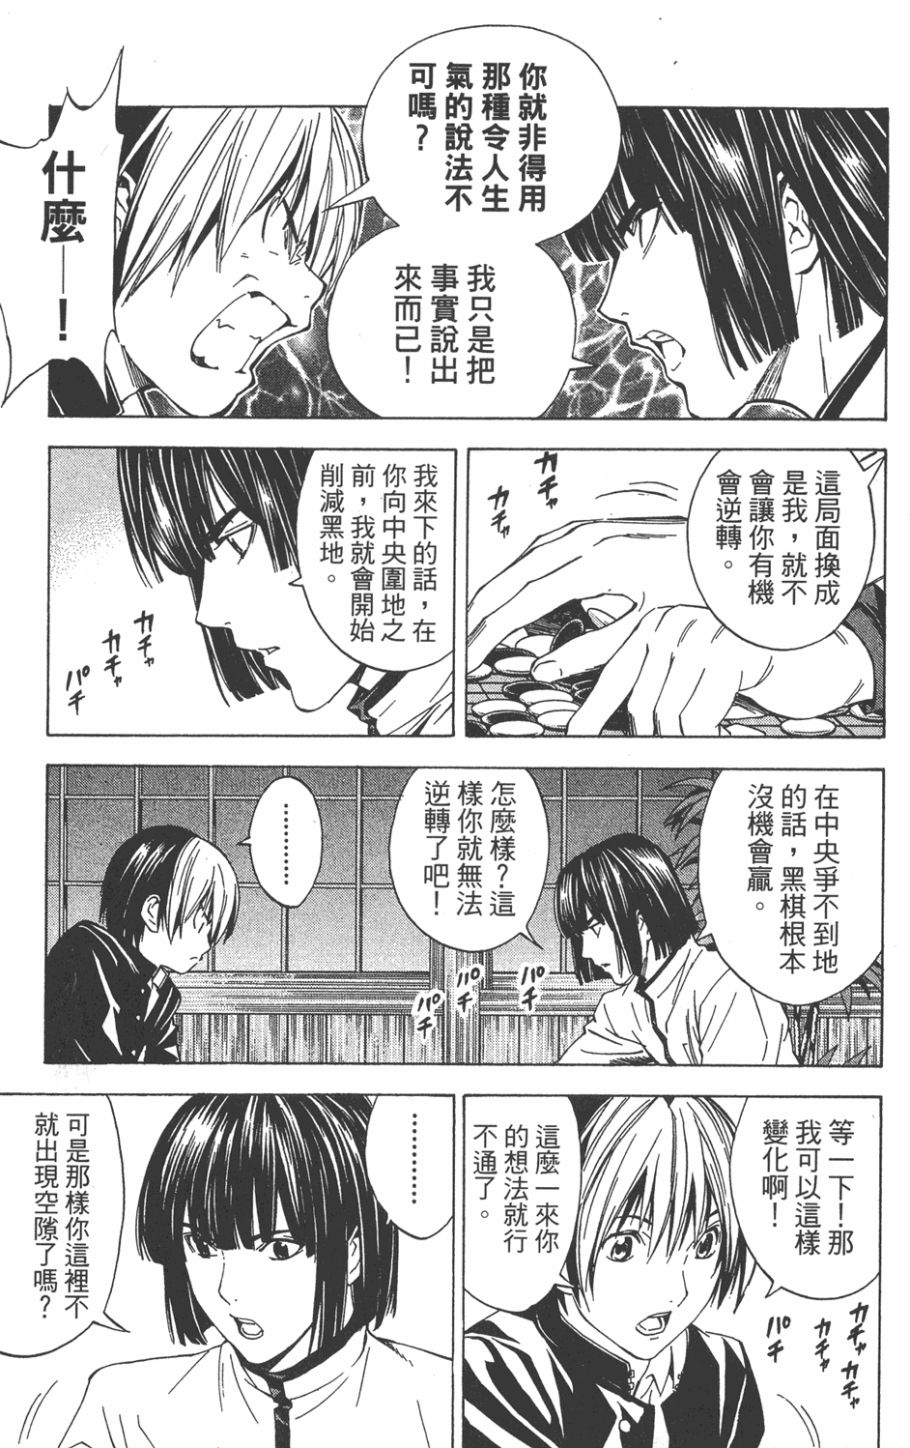 你就非得用
那種令人生
氣的說法不
可嗎？
我只是把
事實說出
來而已！
什麼——！
這局面換成
是我，就不
會讓你有機
會逆轉。
カチャ
カチャ
我來下的話，在
你向中央圍地之
前，我就會開始
削減黑地。
カチャ
カチャ
パチ
在中央爭不到地
的話，黑棋根本
沒機會贏。
怎麼樣？這
樣你就無法
逆轉了吧！
………
パチ
パチ
パチ
等一下！那
我可以這樣
變化啊！
這麼一來你
的想法就行
不通了。
カチャ
カチャ
パチ
………
可是那樣你這裡不
就出現空隙了嗎？